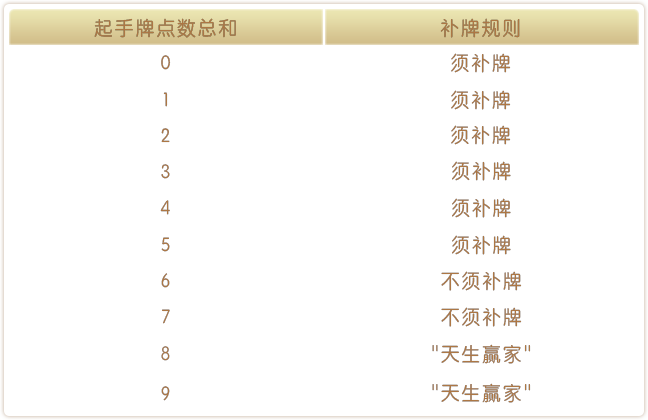 起手牌点数总和 补牌规则
0 须补牌
1 须补牌
2 须补牌
3 须补牌
4 须补牌
5 须补牌
6 不须补牌
7 不须补牌
8 "天生赢家"
9 "天生赢家"